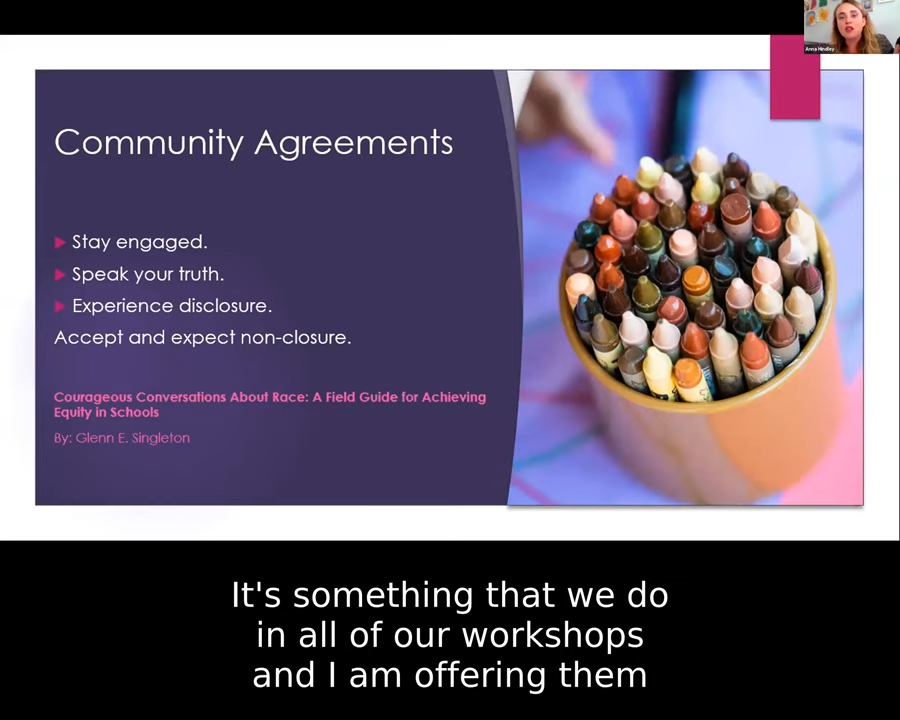 Anna Hindley
Community Agreements
Stay engaged.
Speak your truth.
Experience disclosure.
Accept and expect non-closure.
Courageous Conversations About Race: A Field Guide for Achieving
Equity in Schools
By: Glenn E. Singleton
It's something that we do
in all of our workshops
and I am offering them